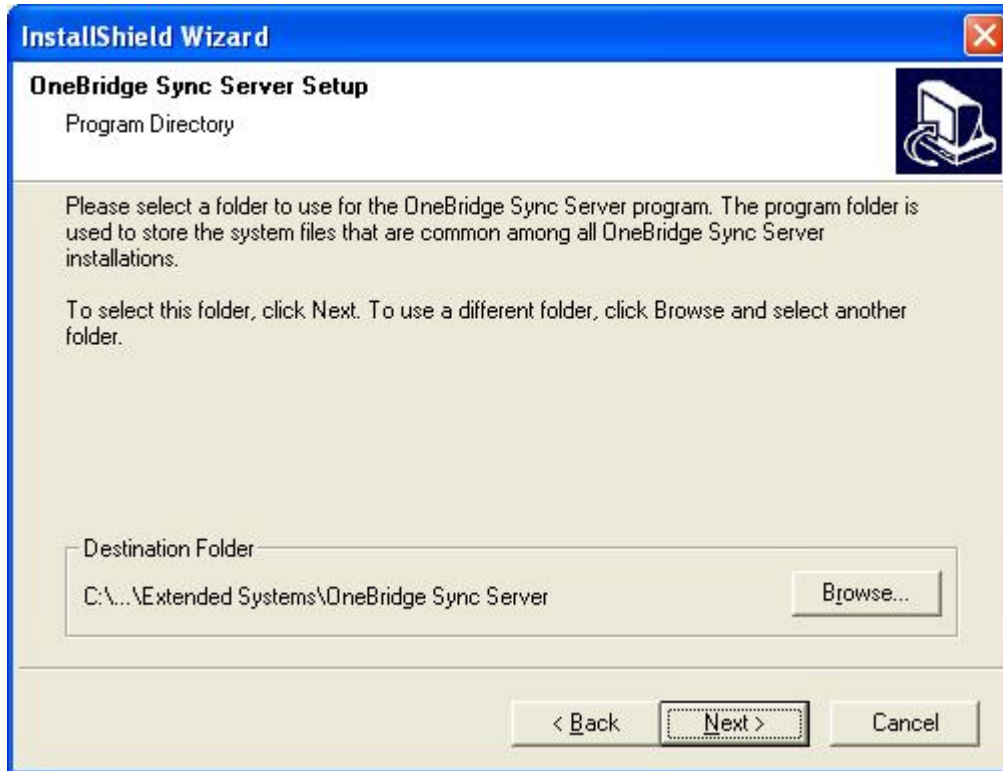 InstallShield Wizard
OneBridge Sync Server Setup
Program Directory
Please select a folder to use for the OneBridge Sync Server program. The program folder is
used to store the system files that are common among all OneBridge Sync Server
installations.
To select this folder, click Next. To use a different folder, click Browse and select another
folder.
Destination Folder
C:\...\Extended Systems\OneBridge Sync Server
Browse...
< Back
Next >
Cancel